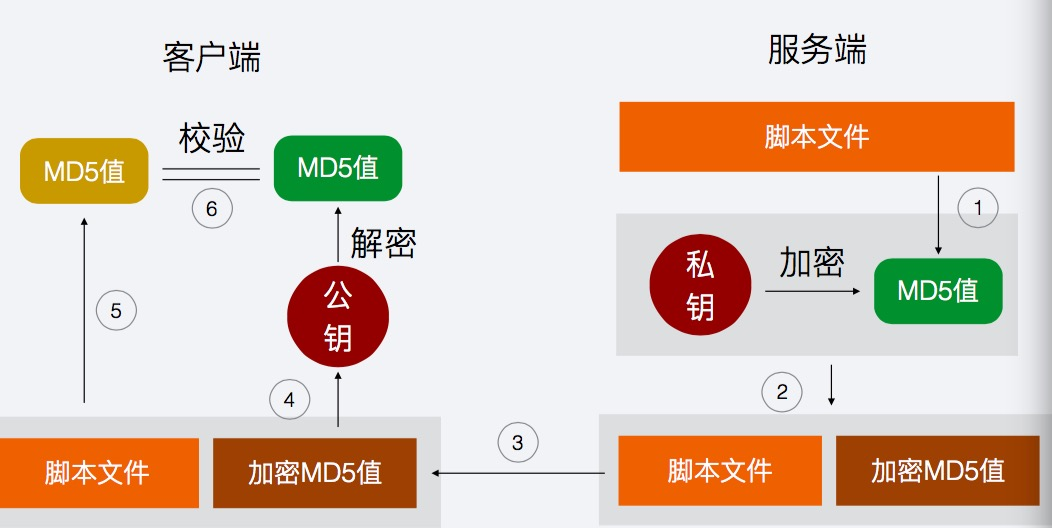 客户端
服务端
校验
脚本文件
MD5值
MD5值
6
1
解密
私
钥
加密
MD5值
公
钥
5
4
2
3
脚本文件
加密MD5值
脚本文件
加密MD5值